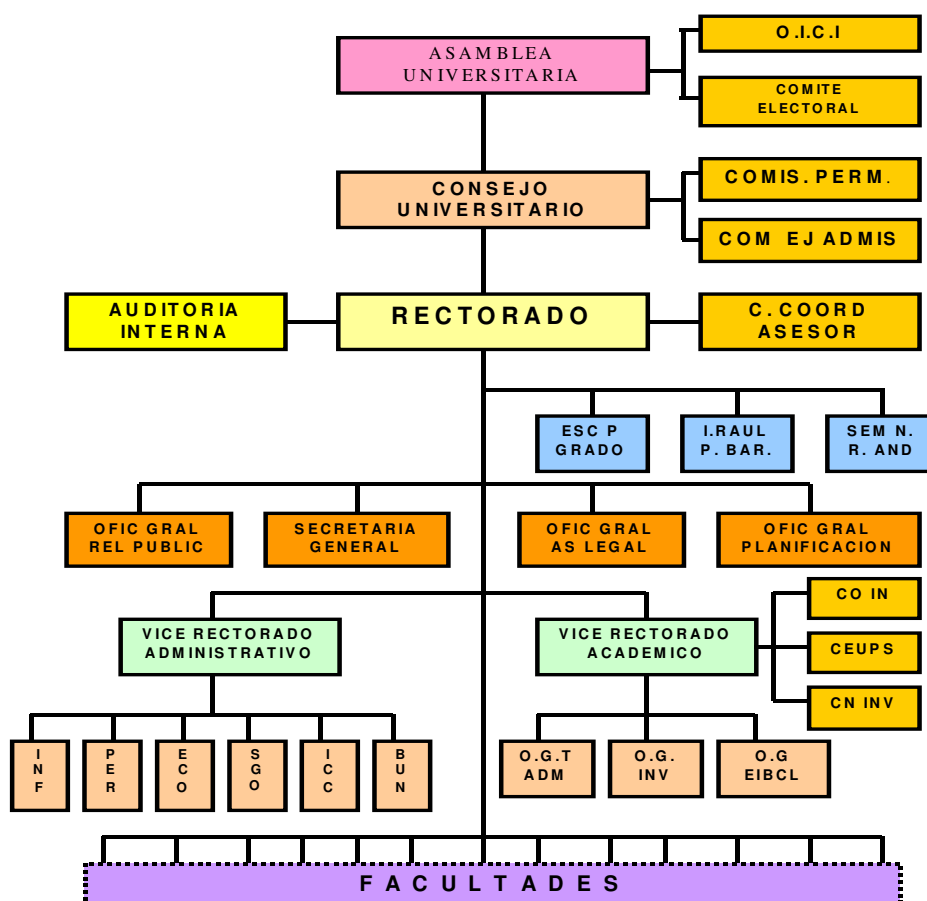 ASAMBLEA
UNIVERSITARIA
O.I.C.I
COMITE
ELECTORAL
CONSEJO
UNIVERSITARIO
COMIS. PERM.
COM EJ ADMIS
AUDITORIA
INTERNA
RECTORADO
C. COORD
ASESOR
ESC P
GRADO
I.RAUL
P. BAR.
SEM N.
R. AND
OFIC GRAL
REL PUBLIC
SECRETARIA
GENERAL
OFIC GRAL
AS LEGAL
OFIC GRAL
PLANIFICACION
VICE RECTORADO
ADMINISTRATIVO
VICE RECTORADO
ACADEMICO
CO IN
CEUPS
CN INV
I
N
F
P
E
R
E
C
O
S
G
O
I
C
C
B
U
N
O.G.T
ADM
O.G.
INV
O.G
EIBCL
FACULTADES